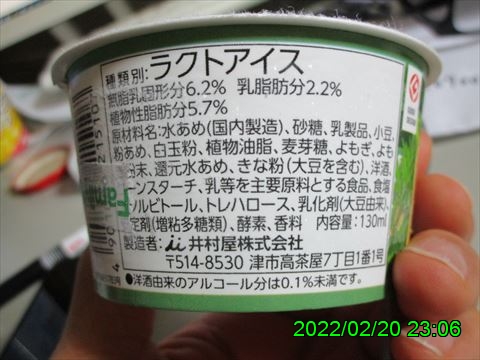 種類別:ラクトアイス
無脂乳固形分6.2% 乳脂肪分2.2%
植物性脂肪分5.7%
原材料名:水あめ(国内製造)、砂糖、乳製品、小豆、
粉あめ、白玉粉、植物油脂、麦芽糖、よもぎ、よも
粉末、還元水あめ、きな粉(大豆を含む)、洋酒、
ーンスターチ、乳等を主要原料とする食品、食塩
ソルビトール、トレハロース、乳化剤(大豆由来)、
定剤(増粘多糖類)、酵素、香料 内容量:130ml
製造者:井村屋株式会社
〒514-8530 津市高茶屋7丁目1番1号
●洋酒由来のアルコール分は0.1%未満です。
Fami
2022/02/20 23:06